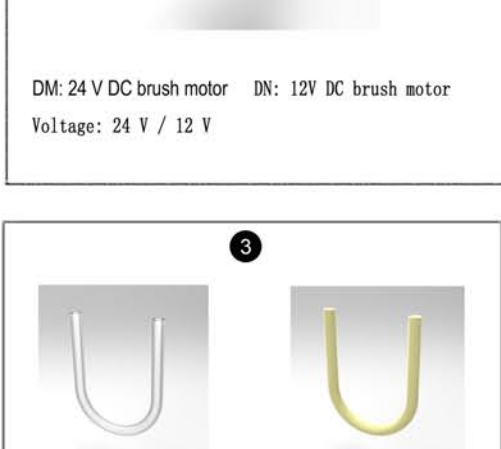 DM: 24 V DC brush motor DN: 12V DC brush motor
Voltage: 24 V / 12 V
3